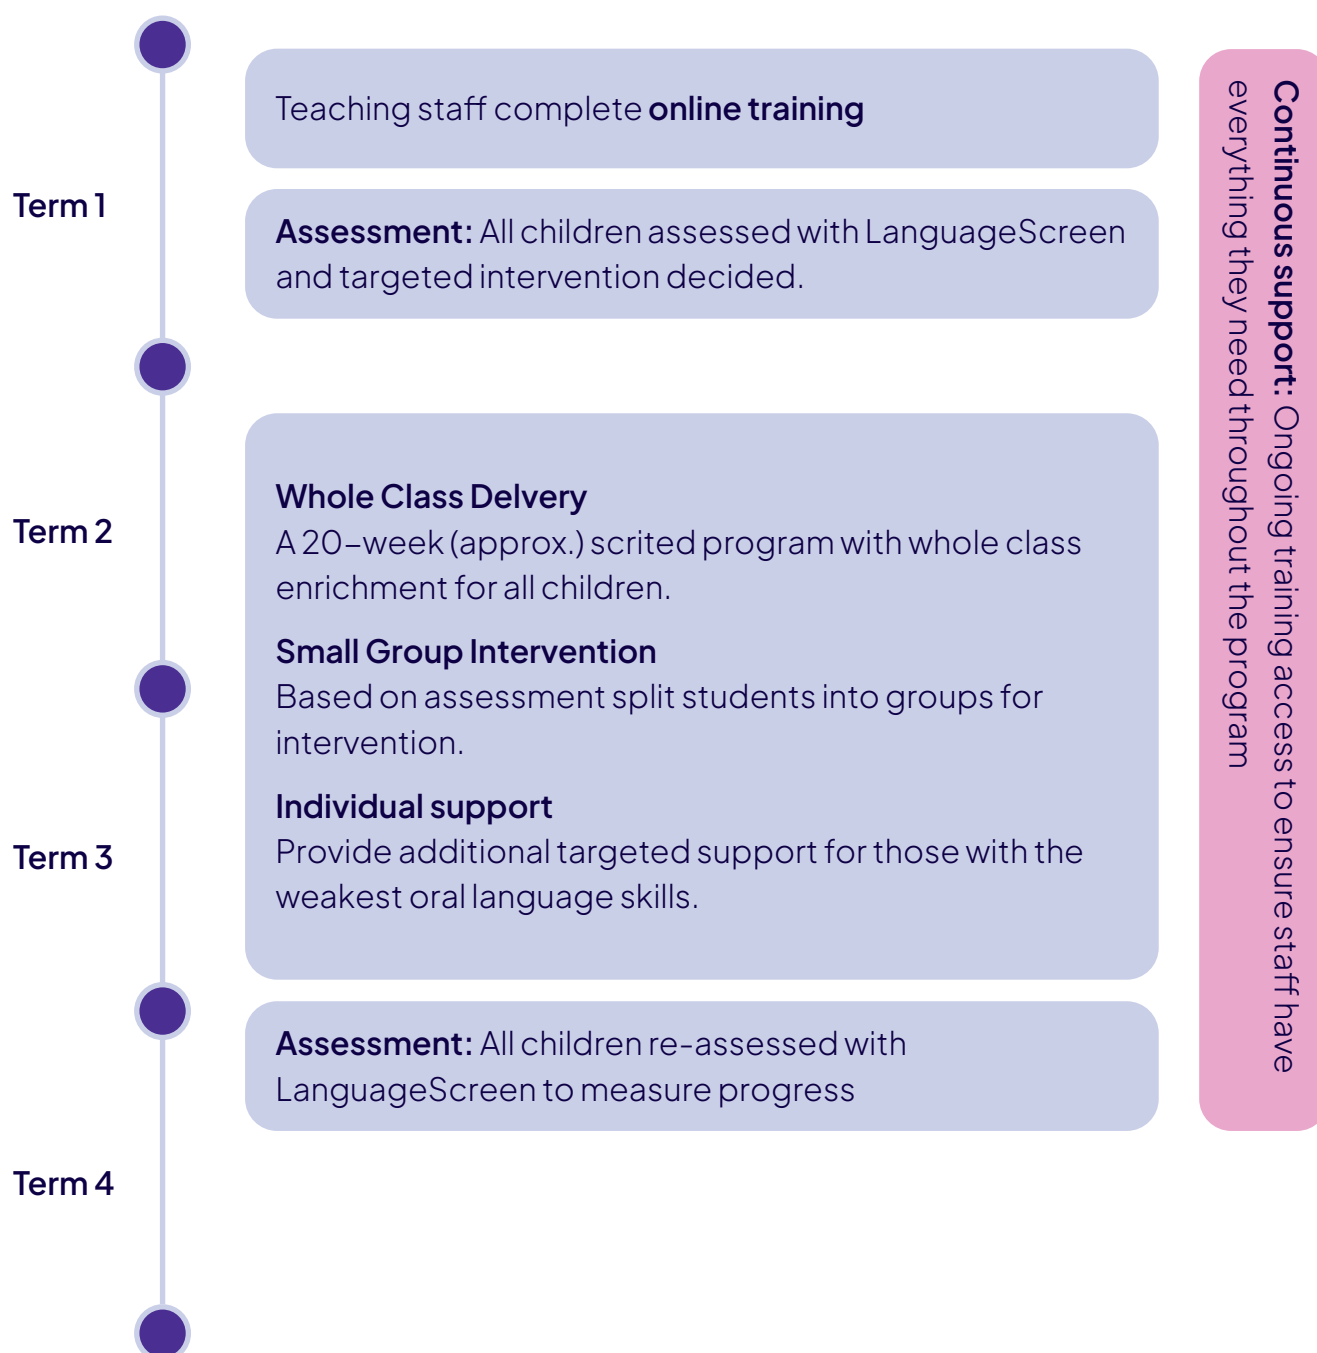 Term 1
Teaching staff complete online training
Assessment: All children assessed with LanguageScreen
and targeted intervention decided.
Term 2
Whole Class Delvery
A 20–week (approx.) scrited program with whole class
enrichment for all children.
Small Group Intervention
Based on assessment split students into groups for
intervention.
Term 3
Individual support
Provide additional targeted support for those with the
weakest oral language skills.
Assessment: All children re-assessed with
LanguageScreen to measure progress
Term 4
Continuous support: Ongoing training access to ensure staff have
everything they need throughout the program